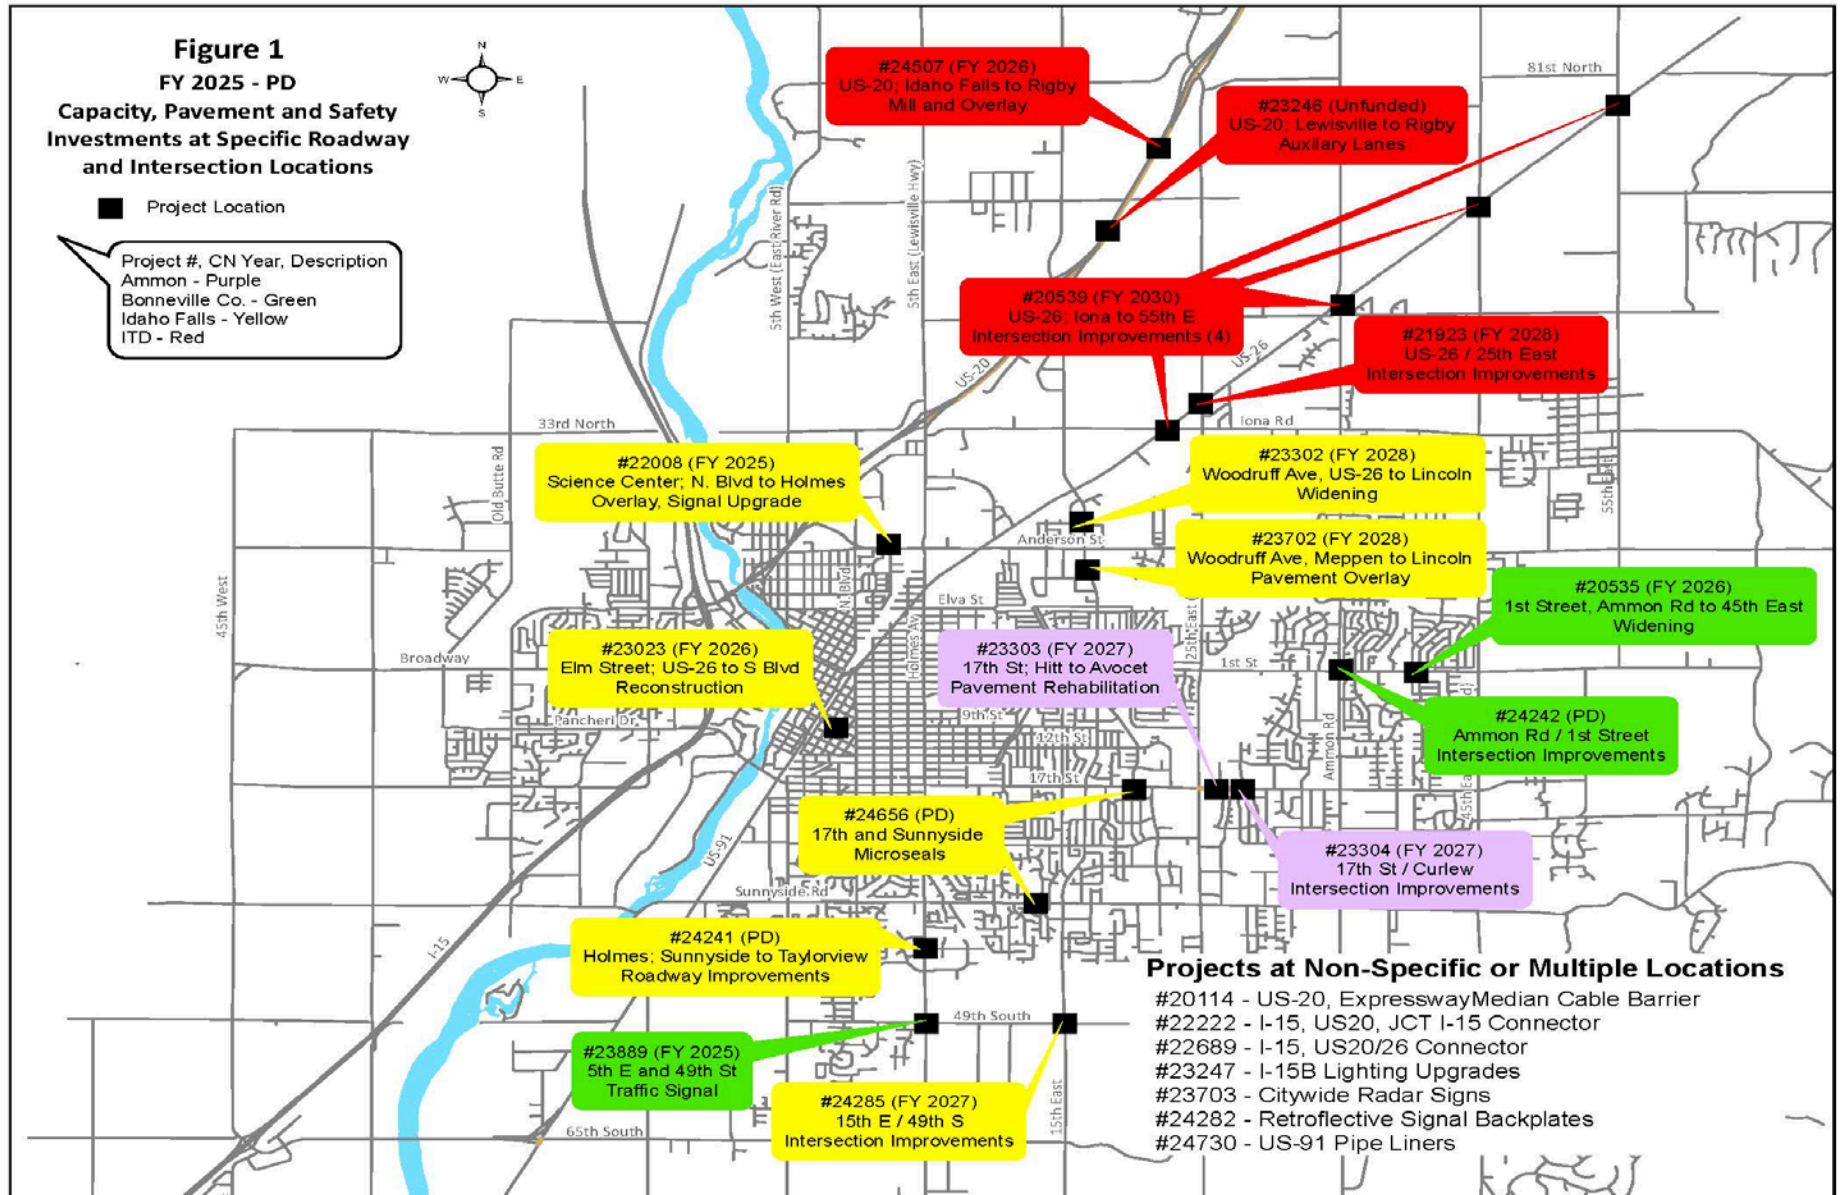 Figure 1
FY 2025 - PD
Capacity, Pavement and Safety
Investments at Specific Roadway
and Intersection Locations
Project Location
Project #, CN Year, Description
Ammon - Purple
Bonneville Co. - Green
Idaho Falls - Yellow
ITD - Red
N
W
E
S
#24507 (FY 2026)
US-20; Idaho Falls to Rigby
Mill and Overlay
#23246 (Unfunded)
US-20; Lewisville to Rigby
Auxilary Lanes
81st North
5th West (East River Rd)
5th East (Lewisville Hwy)
#20539 (FY 2030)
US-26; Iona to 55th E
Intersection Improvements (4)
#21923 (FY 2028)
US-26 / 25th East
Intersection Improvements
US-20
US-26
33rd North
Iona Rd
Old Butte Rd
55th East
#22008 (FY 2025)
Science Center; N. Blvd to Holmes
Overlay, Signal Upgrade
#23302 (FY 2028)
Woodruff Ave, US-26 to Lincoln
Widening
Anderson St
#23702 (FY 2028)
Woodruff Ave, Meppen to Lincoln
Pavement Overlay
45th West
N. Blvd
Elva St
25th East (
#20535 (FY 2026)
1st Street, Ammon Rd to 45th East
Widening
Broadway
#23023 (FY 2026)
Elm Street; US-26 to S Blvd
Reconstruction
Holmes Av
#23303 (FY 2027)
17th St; Hitt to Avocet
Pavement Rehabilitation
1st St
Pancheri Dr
9th St
12th St
17th St
Ammon Rd
45th Ea
d)
#24242 (PD)
Ammon Rd / 1st Street
Intersection Improvements
#24656 (PD)
17th and Sunnyside
Microseals
US-91
Sunnyside Rd
#23304 (FY 2027)
17th St / Curlew
Intersection Improvements
I-15
#24241 (PD)
Holmes; Sunnyside to Taylorview
Roadway Improvements
49th South
#23889 (FY 2025)
5th E and 49th St
Traffic Signal
#24285 (FY 2027)
15th E / 49th S
Intersection Improvements
15th East
65th South
Projects at Non-Specific or Multiple Locations
#20114 - US-20, ExpresswayMedian Cable Barrier
#22222 - I-15, US20, JCT I-15 Connector
#22689 - I-15, US20/26 Connector
#23247 - I-15B Lighting Upgrades
#23703 - Citywide Radar Signs
#24282 - Retroflective Signal Backplates
#24730 - US-91 Pipe Liners